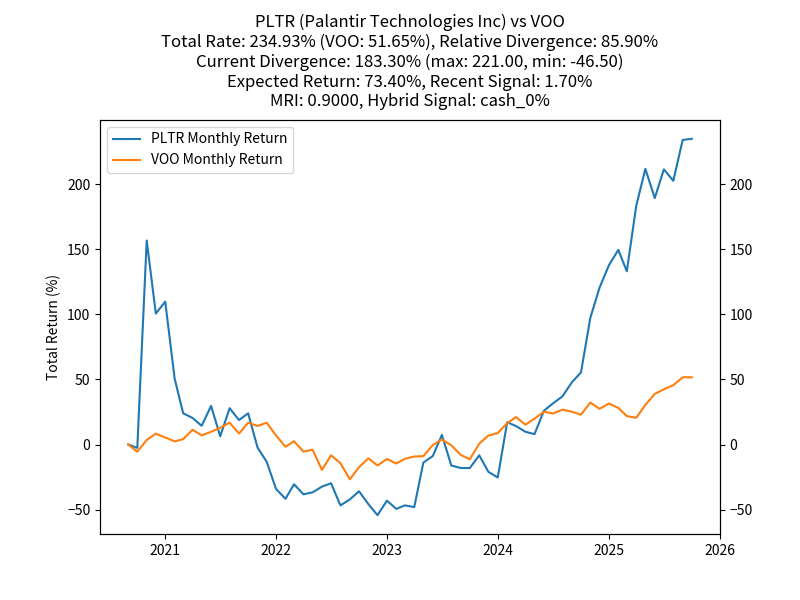 PLTR (Palantir Technologies Inc) vs VOO
Total Rate: 234.93% (VOO: 51.65%), Relative Divergence: 85.90%
Current Divergence: 183.30% (max: 221.00, min: -46.50)
Expected Return: 73.40%, Recent Signal: 1.70%
MRI: 0.9000, Hybrid Signal: cash_0%
PLTR Monthly Return
VOO Monthly Return
Total Return (%)
200 200
150 150
100 100
50 50
0 0
−50 −50
2021 2022 2023 2024 2025 2026